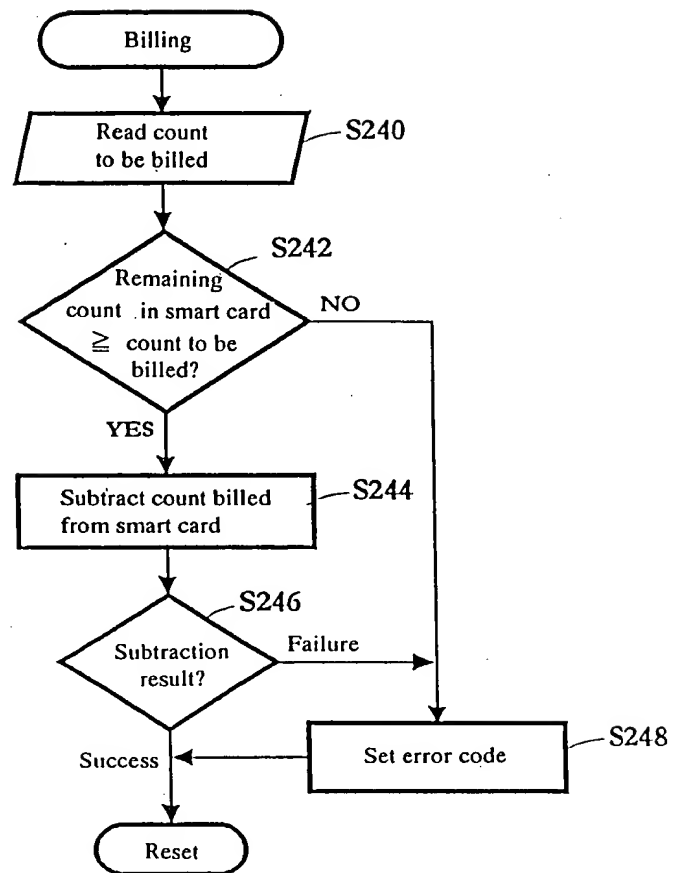 Billing
Read count
to be billed
S240
S242
Remaining
count in smart card
≧ count to be
billed?
NO
YES
Subtract count billed
from smart card
S244
S246
Subtraction
result?
Failure
Success
Set error code
S248
Reset